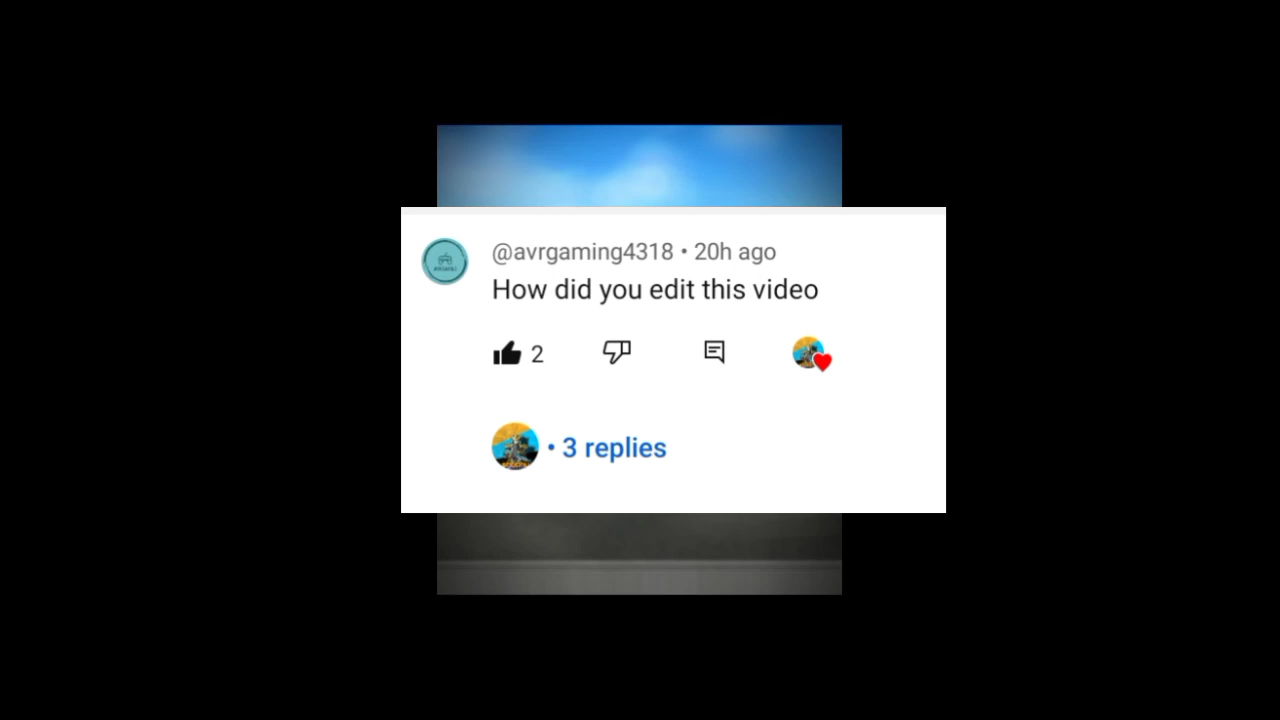 @avrgaming4318 • 20h ago
How did you edit this video
2
• 3 replies